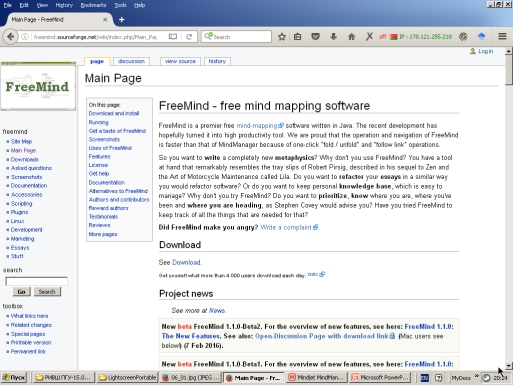 File Edit View History Bookmarks Tools Help
Main Page - FreeMind
freemind.sourceforge.net/wiki/index.php/Main_Pa
Search
off IP : 178.121.255.218
Log in
page discussion view source history
Main Page
FreeMind
freemind
Site Map
Main Page
Downloads
Asked questions
Screenshots
Documentation
Accessories
Scripting
Plugins
Linux
Development
Marketing
Essays
Stuff
search
Go Search
toolbox
What links here
Related changes
Special pages
Printable version
Permanent link
On this page:
Download and install
Running
Get a taste of FreeMind
Screenshots
Uses of FreeMind
Features
License
Get help
Documentation
Alternatives to FreeMind
Authors and contributors
Reward authors
Testimonials
Reviews
More pages
FreeMind - free mind mapping software
FreeMind is a premier free mind-mapping software written in Java. The recent development has
hopefully turned it into high productivity tool. We are proud that the operation and navigation of FreeMind
is faster than that of MindManager because of one-click "fold / unfold" and "follow link" operations.
So you want write a completely new metaphysics? Why don't you use FreeMind? You have a tool
at hand that remarkably resembles the tray slips of Robert Pirsig, described in his sequel to Zen and
the Art of Motorcycle Maintenance called Lila. Do you want to refactor your essays in a similar way
you would refactor software? Or do you want to keep personal knowledge base, which is easy to
manage? Why don't you try FreeMind? Do you want to prioritize, know where you are, where you've
been and where you are heading, as Stephen Covey would advise you? Have you tried FreeMind to
keep track of all the things that are needed for that?
Did FreeMind make you angry? Write a complaint
Download
See Download.
Get yourself what more than 4 000 users download each day. stats
Project news
See more at News.
New beta FreeMind 1.1.0-Beta2. For the overview of new features, see here: FreeMind 1.1.0:
The New Features. See also: Open-Discussion Page with download link (Mac users see
below!) (7 Feb 2016).
New beta FreeMind 1.1.0-Beta1. For the overview of new features, see here: FreeMind 1.1.0:
Пуск РИВШ ПГУ-15.0... LightscreenPortable 06_01.jpg (JPEG ... Main Page - Fre... Mindjet MindMan... Microsoft PowerP... EN MyDocs » 20:24